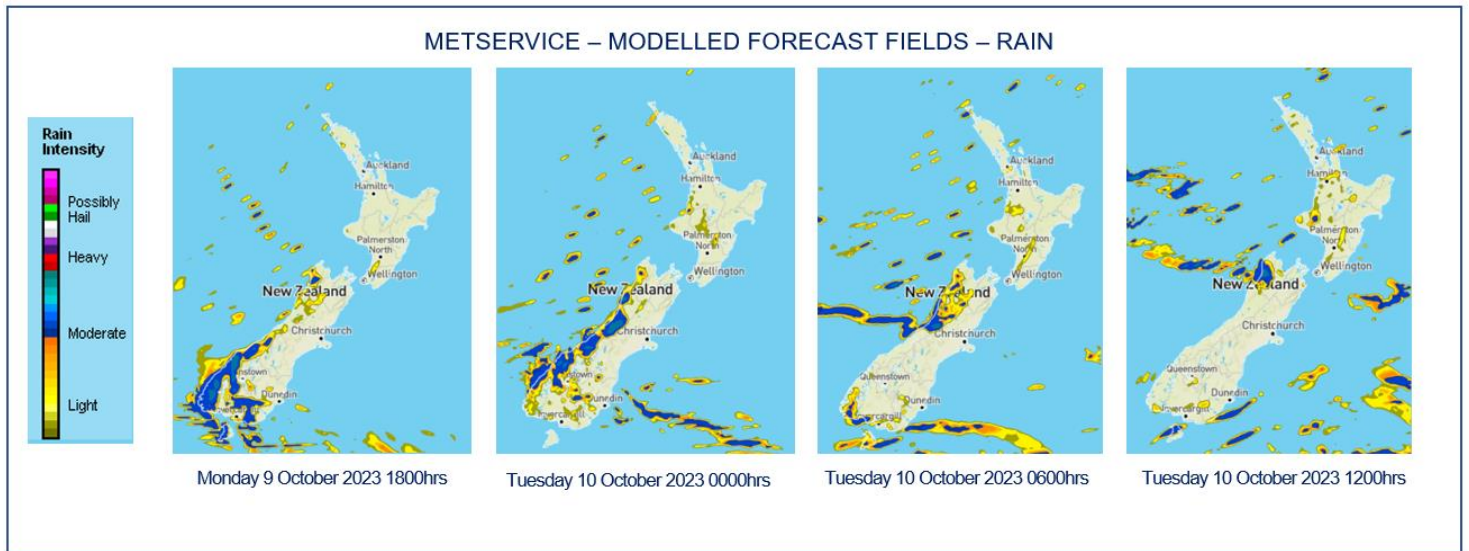 METSERVICE – MODELLED FORECAST FIELDS – RAIN
Rain
Intensity
Possibly
Hail
Heavy
Moderate
Light
Auckland
Hamilton
Palmerston
North
Wellington
New Zealand
Christchurch
Dunedin
Monday 9 October 2023 1800hrs
Auckland
Hamilton
Palmerston
North
Wellington
New Zealand
Christchurch
Dunedin
Tuesday 10 October 2023 0000hrs
Auckland
Hamilton
Palmerston
North
Wellington
New Zealand
Christchurch
Queenstown
Dunedin
Invercargill
Tuesday 10 October 2023 0600hrs
Auckland
Hamilton
Palmerston
North
Wellington
New Zealand
Christchurch
Queenstown
Dunedin
Invercargill
Tuesday 10 October 2023 1200hrs